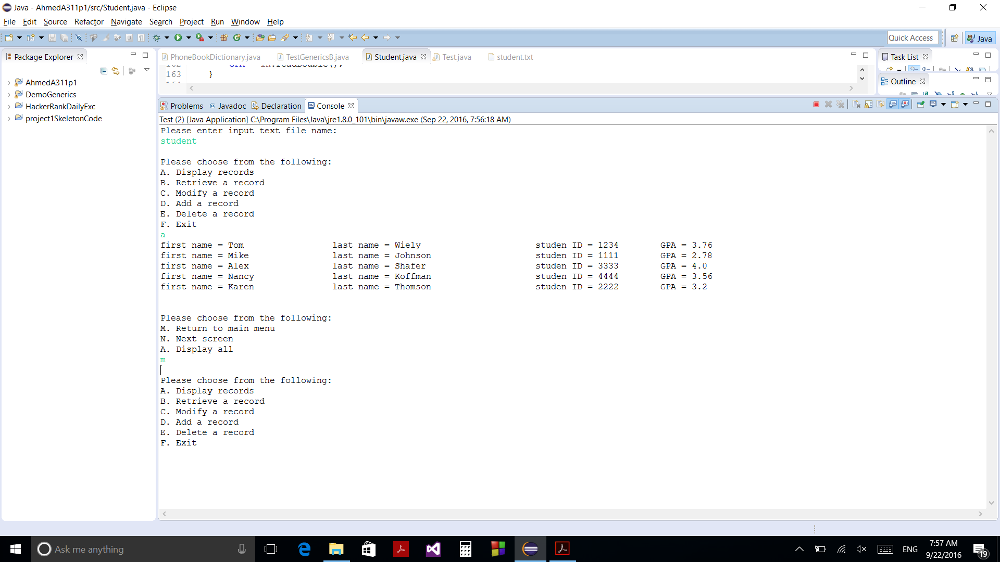 Java - AhmedA311p1/src/Student.java - Eclipse
File Edit Source Refactor Navigate Search Project Run Window Help
Quick Access
Java
Package Explorer
AhmedA311p1
DemoGenerics
HackerRankDailyExc
project1SkeletonCode
PhoneBookDictionary.java TestGenericsB.java Student.java Test.java student.txt
163 }
Task List
Outline
Problems @ Javadoc Declaration Console
Test (2) [Java Application] C:\Program Files\Java\jre1.8.0_101\bin\javaw.exe (Sep 22, 2016, 7:56:18 AM)
Please enter input text file name:
student
Please choose from the following:
A. Display records
B. Retrieve a record
C. Modify a record
D. Add a record
E. Delete a record
F. Exit
a
first name = Tom last name = Wiely studen ID = 1234 GPA = 3.76
first name = Mike last name = Johnson studen ID = 1111 GPA = 2.78
first name = Alex last name = Shafer studen ID = 3333 GPA = 4.0
first name = Nancy last name = Koffman studen ID = 4444 GPA = 3.56
first name = Karen last name = Thomson studen ID = 2222 GPA = 3.2
Please choose from the following:
M. Return to main menu
N. Next screen
A. Display all
m
Please choose from the following:
A. Display records
B. Retrieve a record
C. Modify a record
D. Add a record
E. Delete a record
F. Exit
Ask me anything
ENG
7:57 AM
9/22/2016
19